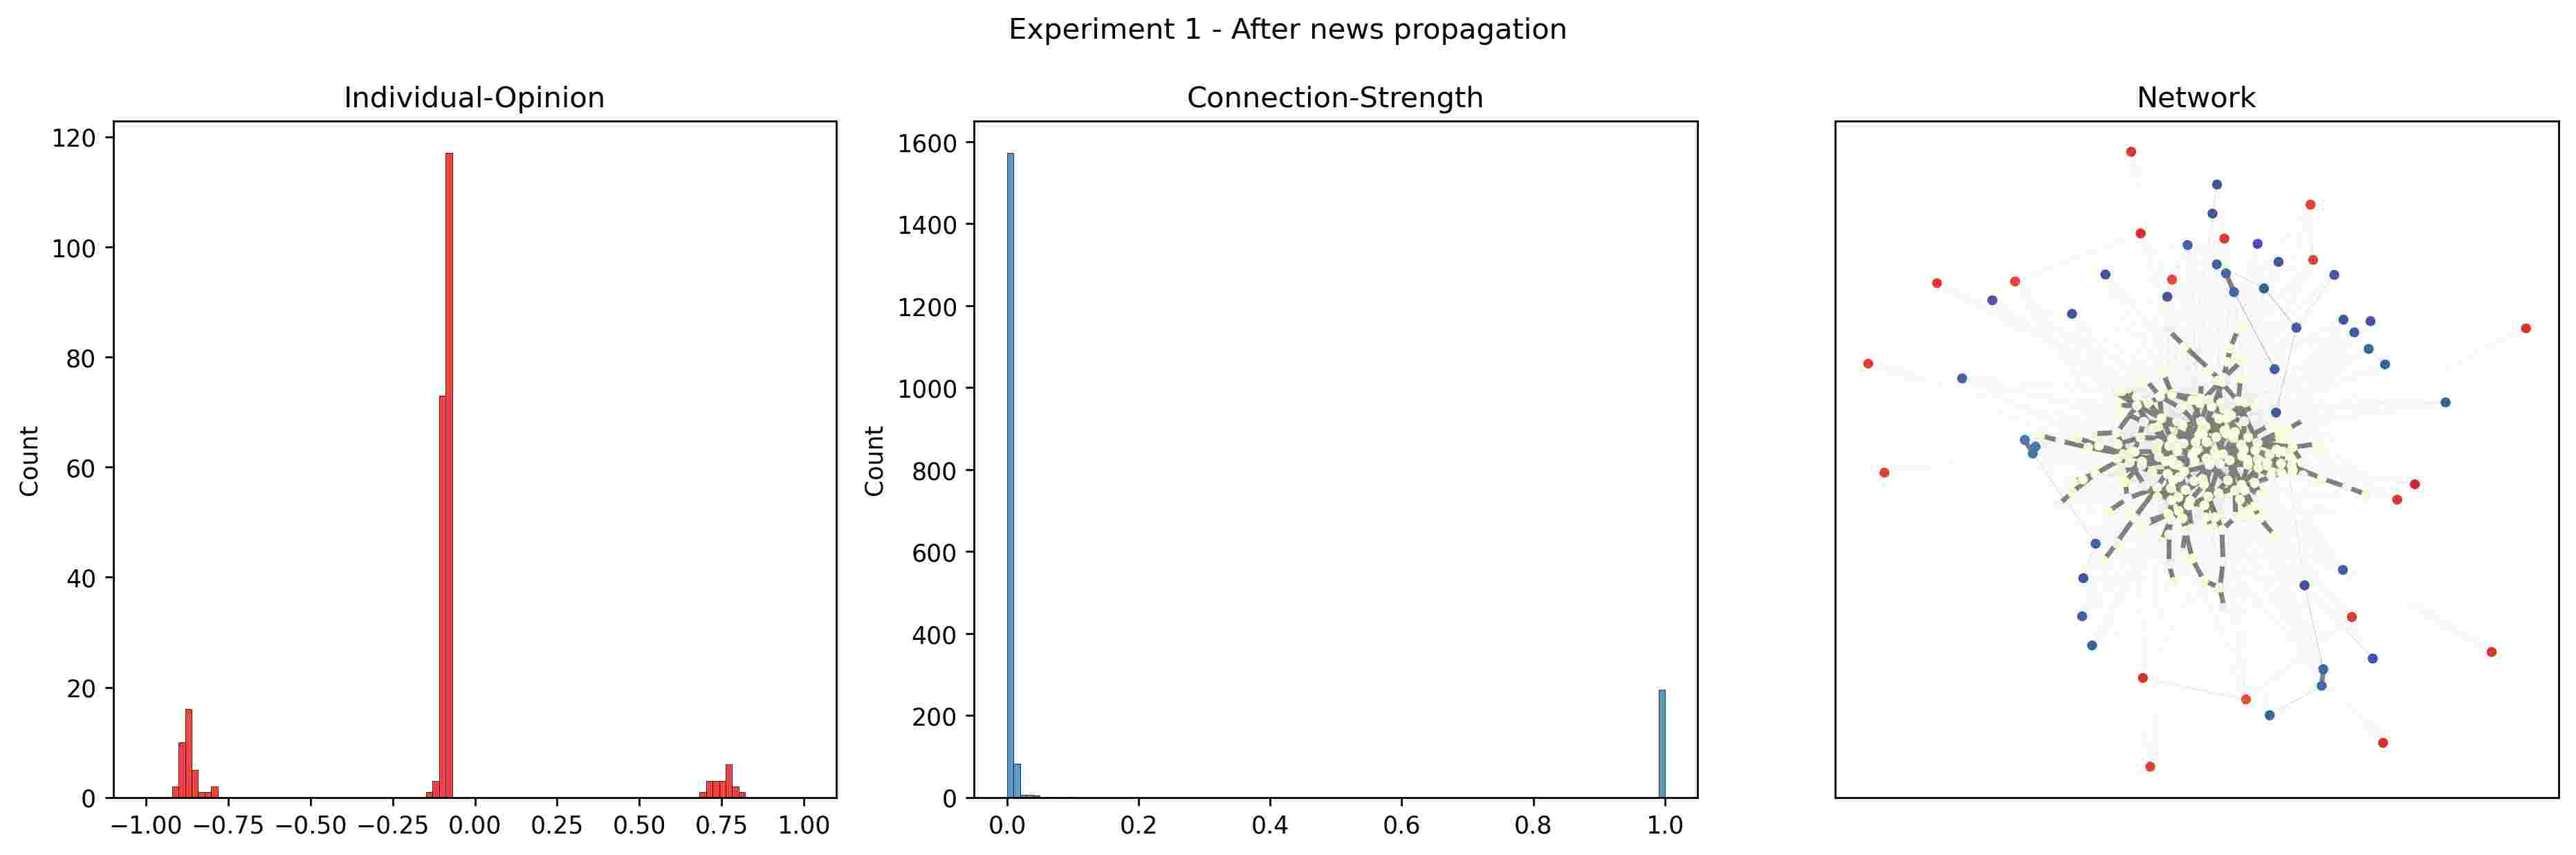 Experiment 1 - After news propagation
Individual-Opinion
Connection-Strength
Network
Count
120
100
80
60
40
20
0
−1.00 −0.75 −0.50 −0.25 0.00 0.25 0.50 0.75 1.00
Count
1600
1400
1200
1000
800
600
400
200
0
0.0 0.2 0.4 0.6 0.8 1.0